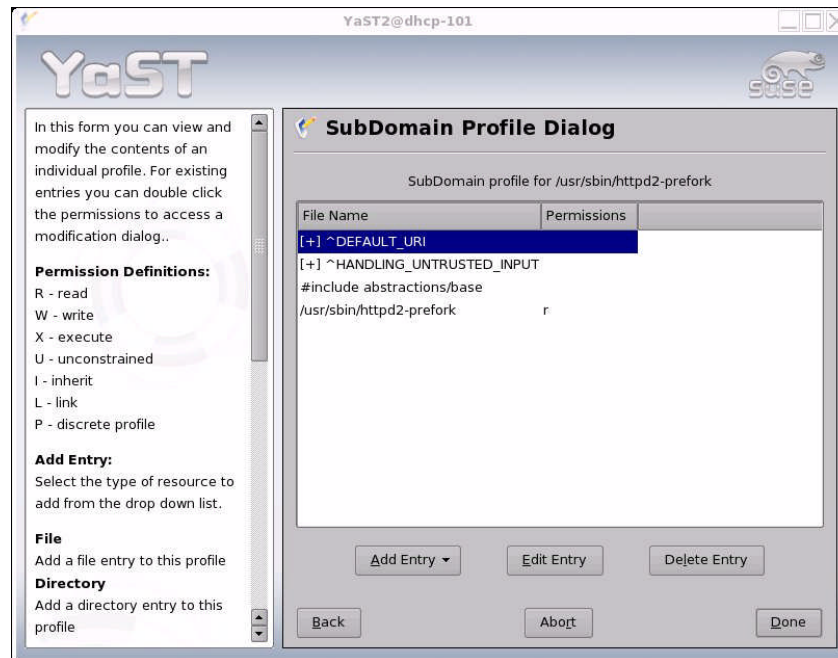 YaST2@dhcp-101
YaST
SUSE
In this form you can view and
modify the contents of an
individual profile. For existing
entries you can double click
the permissions to access a
modification dialog..
Permission Definitions:
R - read
W - write
X - execute
U - unconstrained
I - inherit
L - link
P - discrete profile
Add Entry:
Select the type of resource to
add from the drop down list.
File
Add a file entry to this profile
Directory
Add a directory entry to this
profile
SubDomain Profile Dialog
SubDomain profile for /usr/sbin/httpd2-prefork
File Name Permissions
[+] ^DEFAULT_URI
[+] ^HANDLING_UNTRUSTED_INPUT
#include abstractions/base
/usr/sbin/httpd2-prefork r
Add Entry Edit Entry Delete Entry
Back Abort Done